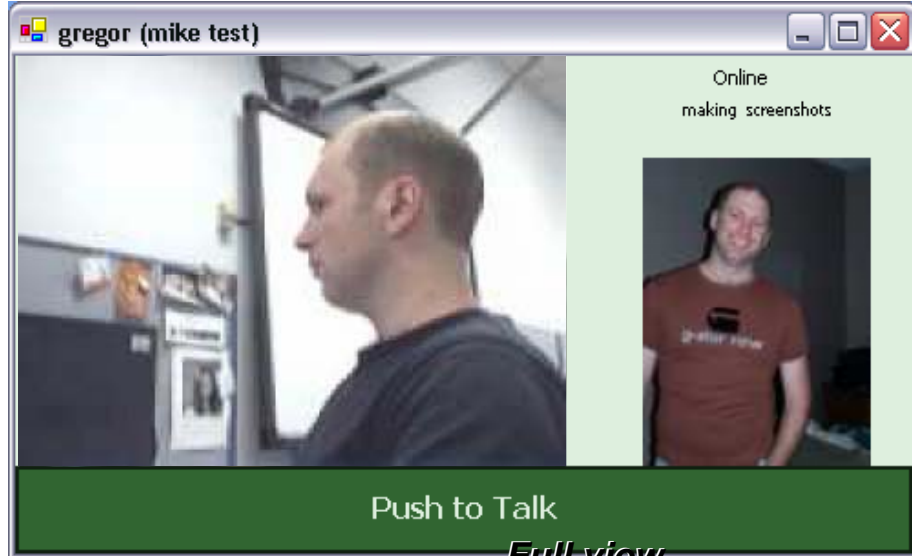 gregor (mike test)
Online
making screenshots
Push to Talk
Full view